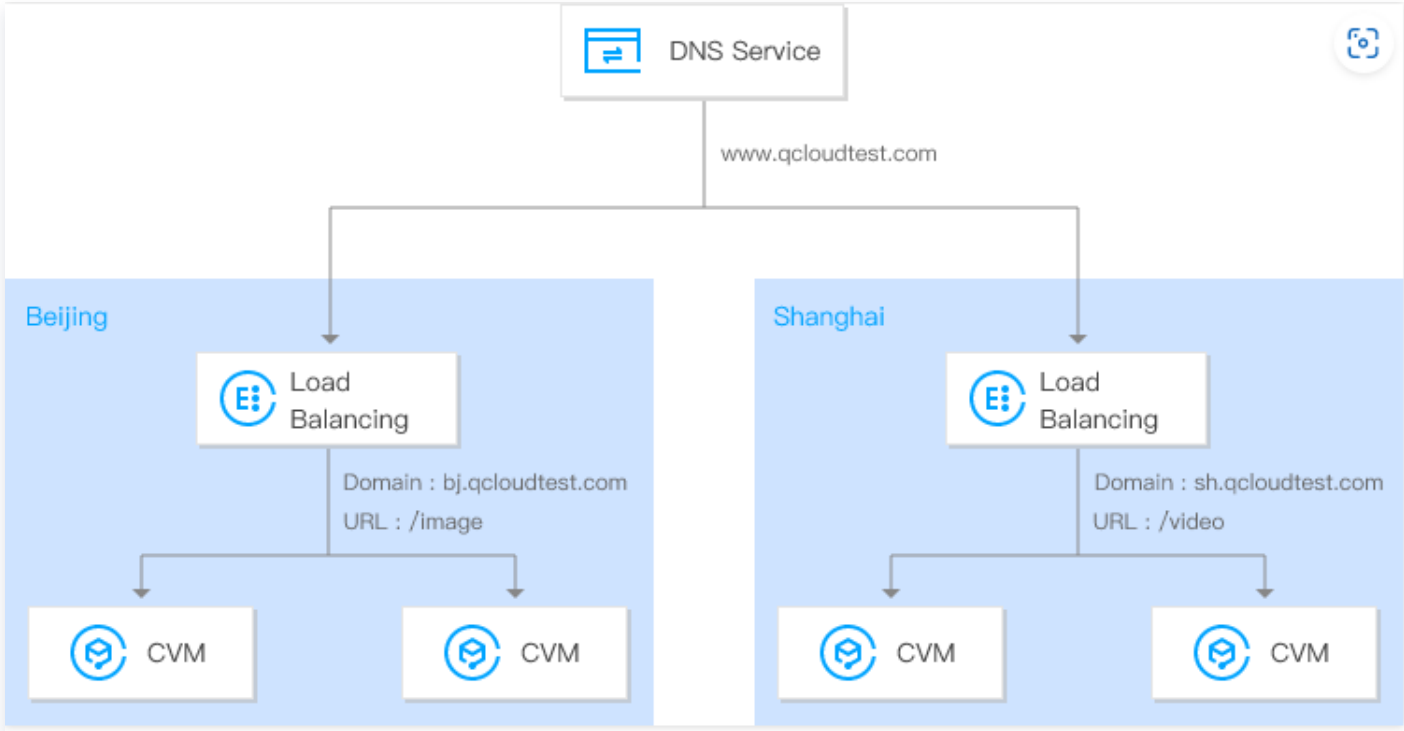 DNS Service
www.qcloudtest.com
Beijing
Shanghai
Load
Balancing
Load
Balancing
Domain : bj.qcloudtest.com
URL : /image
Domain : sh.qcloudtest.com
URL : /video
CVM
CVM
CVM
CVM